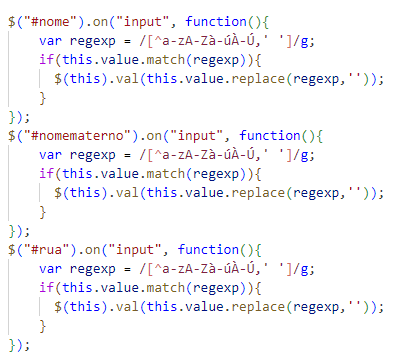 $("#nome").on("input", function(){
    var regexp = /[^a-zA-Zà-úÀ-Ú,' ']/g;
    if(this.value.match(regexp)){
      $(this).val(this.value.replace(regexp,''));
    }
});
$("#nomematerno").on("input", function(){
    var regexp = /[^a-zA-Zà-úÀ-Ú,' ']/g;
    if(this.value.match(regexp)){
      $(this).val(this.value.replace(regexp,''));
    }
});
$("#rua").on("input", function(){
    var regexp = /[^a-zA-Zà-úÀ-Ú,' ']/g;
    if(this.value.match(regexp)){
      $(this).val(this.value.replace(regexp,''));
    }
});